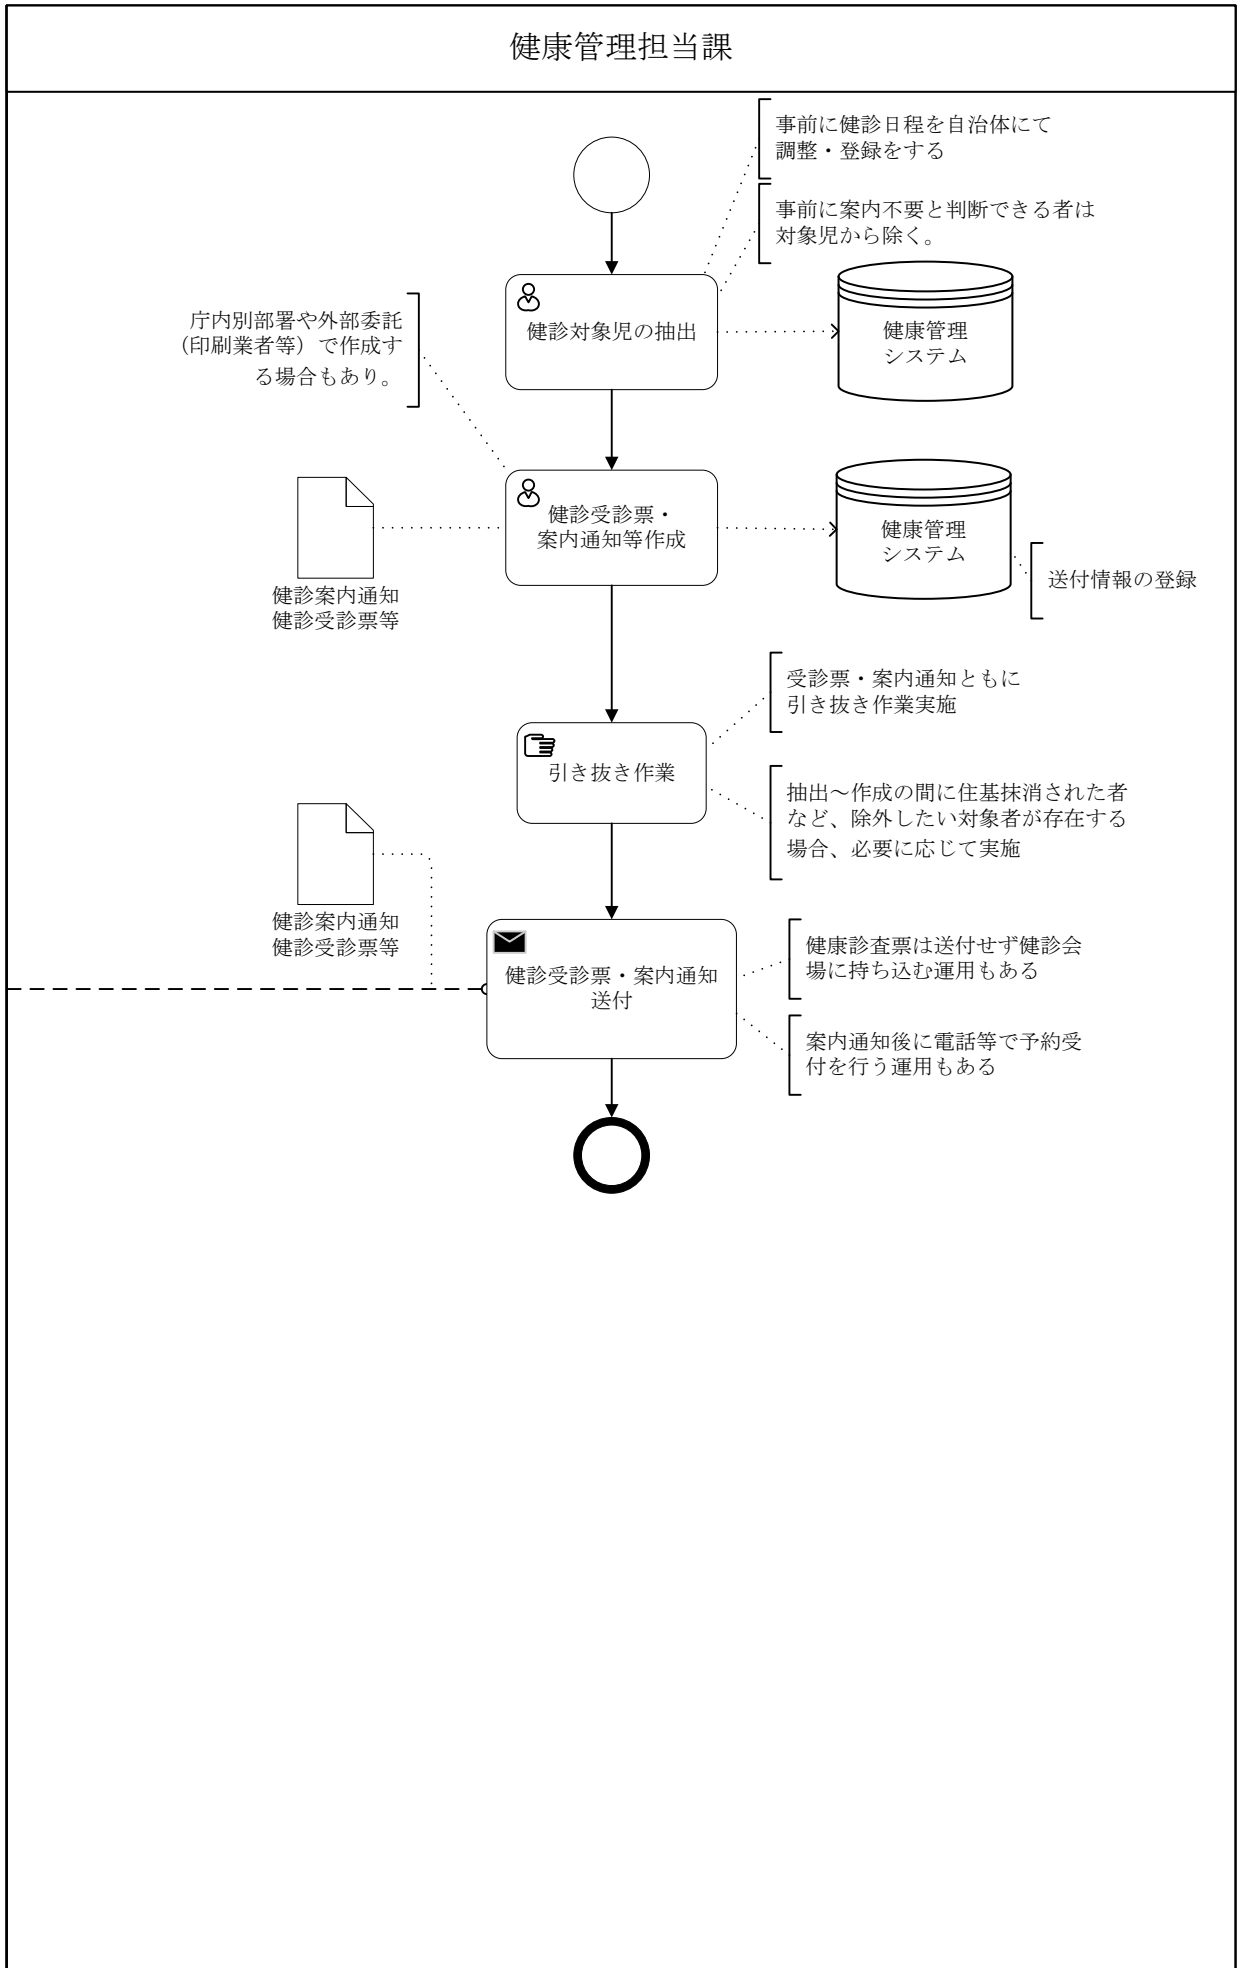 健康管理担当課
事前に健診日程を自治体にて
調整・登録をする
事前に案内不要と判断できる者は
対象児から除く。
健診対象児の抽出
健康管理
システム
庁内別部署や外部委託
（印刷業者等）で作成す
る場合もあり。
健診受診票・
案内通知等作成
健康管理
システム
送付情報の登録
健診案内通知
健診受診票等
受診票・案内通知ともに
引き抜き作業実施
引き抜き作業
抽出～作成の間に住基抹消された者
など、除外したい対象者が存在する
場合、必要に応じて実施
健診案内通知
健診受診票等
健診受診票・案内通知
送付
健康診査票は送付せず健診会
場に持ち込む運用もある
案内通知後に電話等で予約受
付を行う運用もある